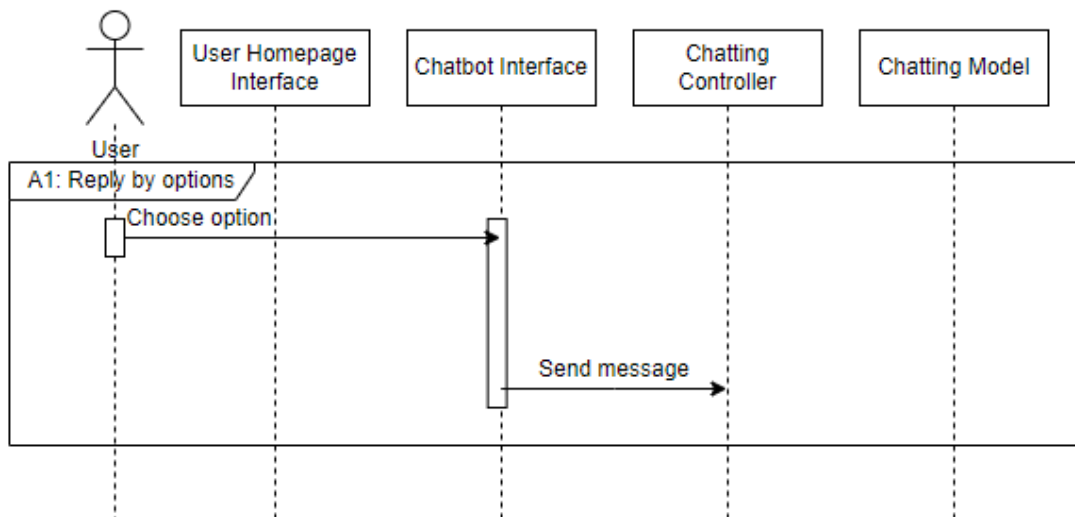 User Homepage
Interface
Chatbot Interface
Chatting
Controller
Chatting Model
User
A1: Reply by options
Choose option
Send message